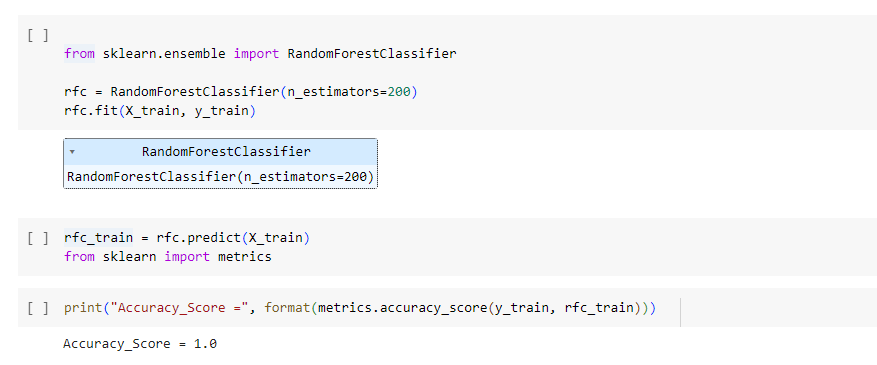 [ ]
from sklearn.ensemble import RandomForestClassifier
rfc = RandomForestClassifier(n_estimators=200)
rfc.fit(X_train, y_train)
RandomForestClassifier
RandomForestClassifier(n_estimators=200)
[ ] rfc_train = rfc.predict(X_train)
from sklearn import metrics
[ ] print("Accuracy_Score =", format(metrics.accuracy_score(y_train, rfc_train)))
Accuracy_Score = 1.0